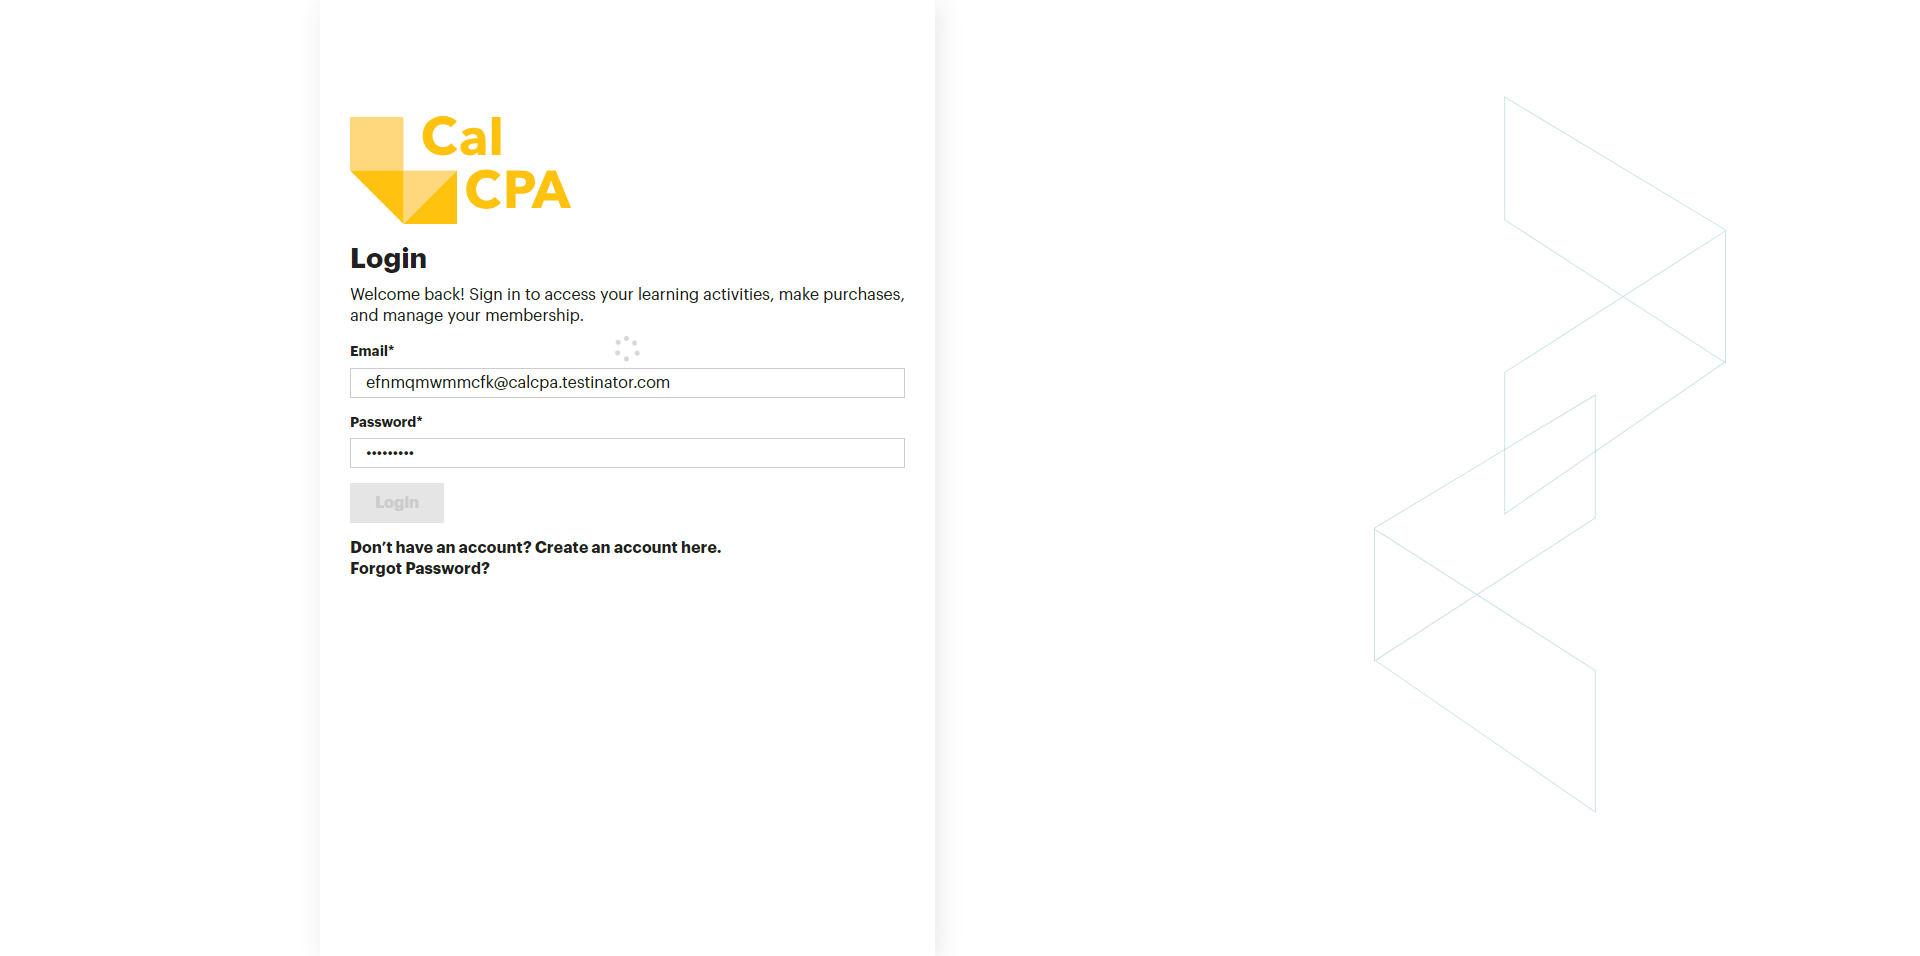 Cal
CPA
Login
Welcome back! Sign in to access your learning activities, make purchases,
and manage your membership.
Email*
efnmqmwmmcfk@calcpa.testinator.com
Password*
•••••••••
Login
Don’t have an account? Create an account here.
Forgot Password?